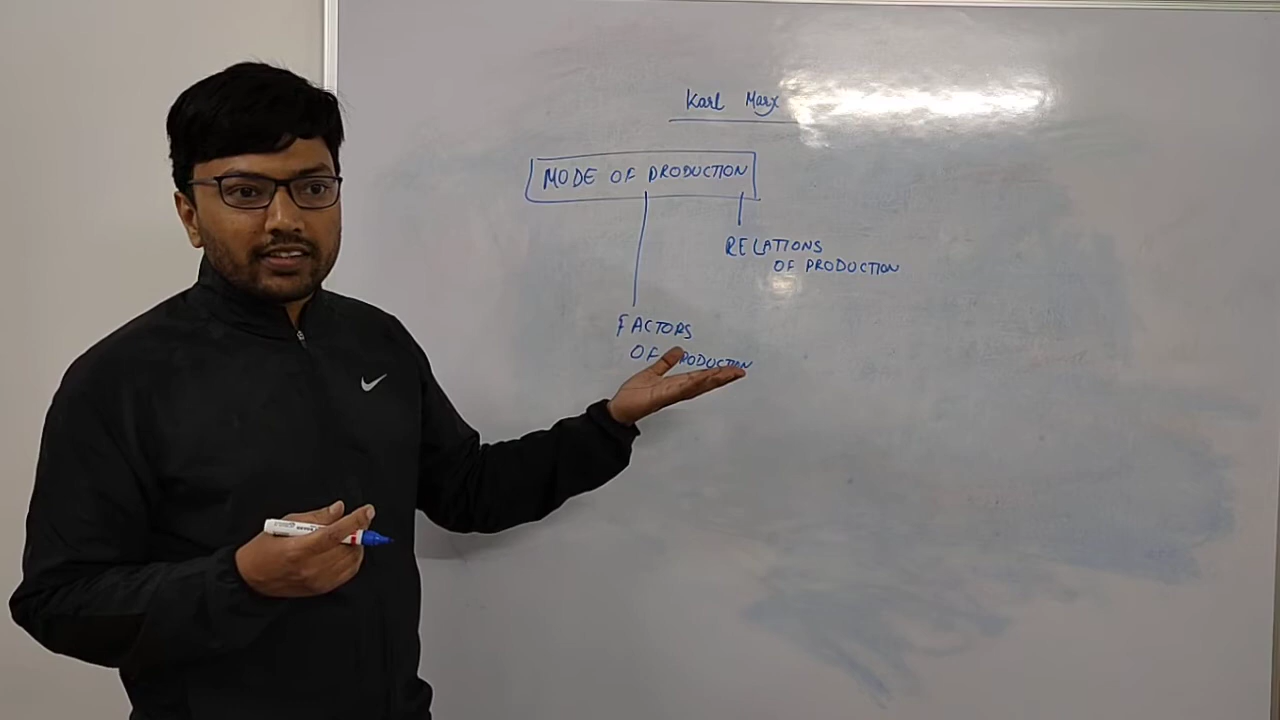 Karl Marx
MODE OF PRODUCTION
RELATIONS
OF PRODUCTION
FACTORS
OF PRODUCTION